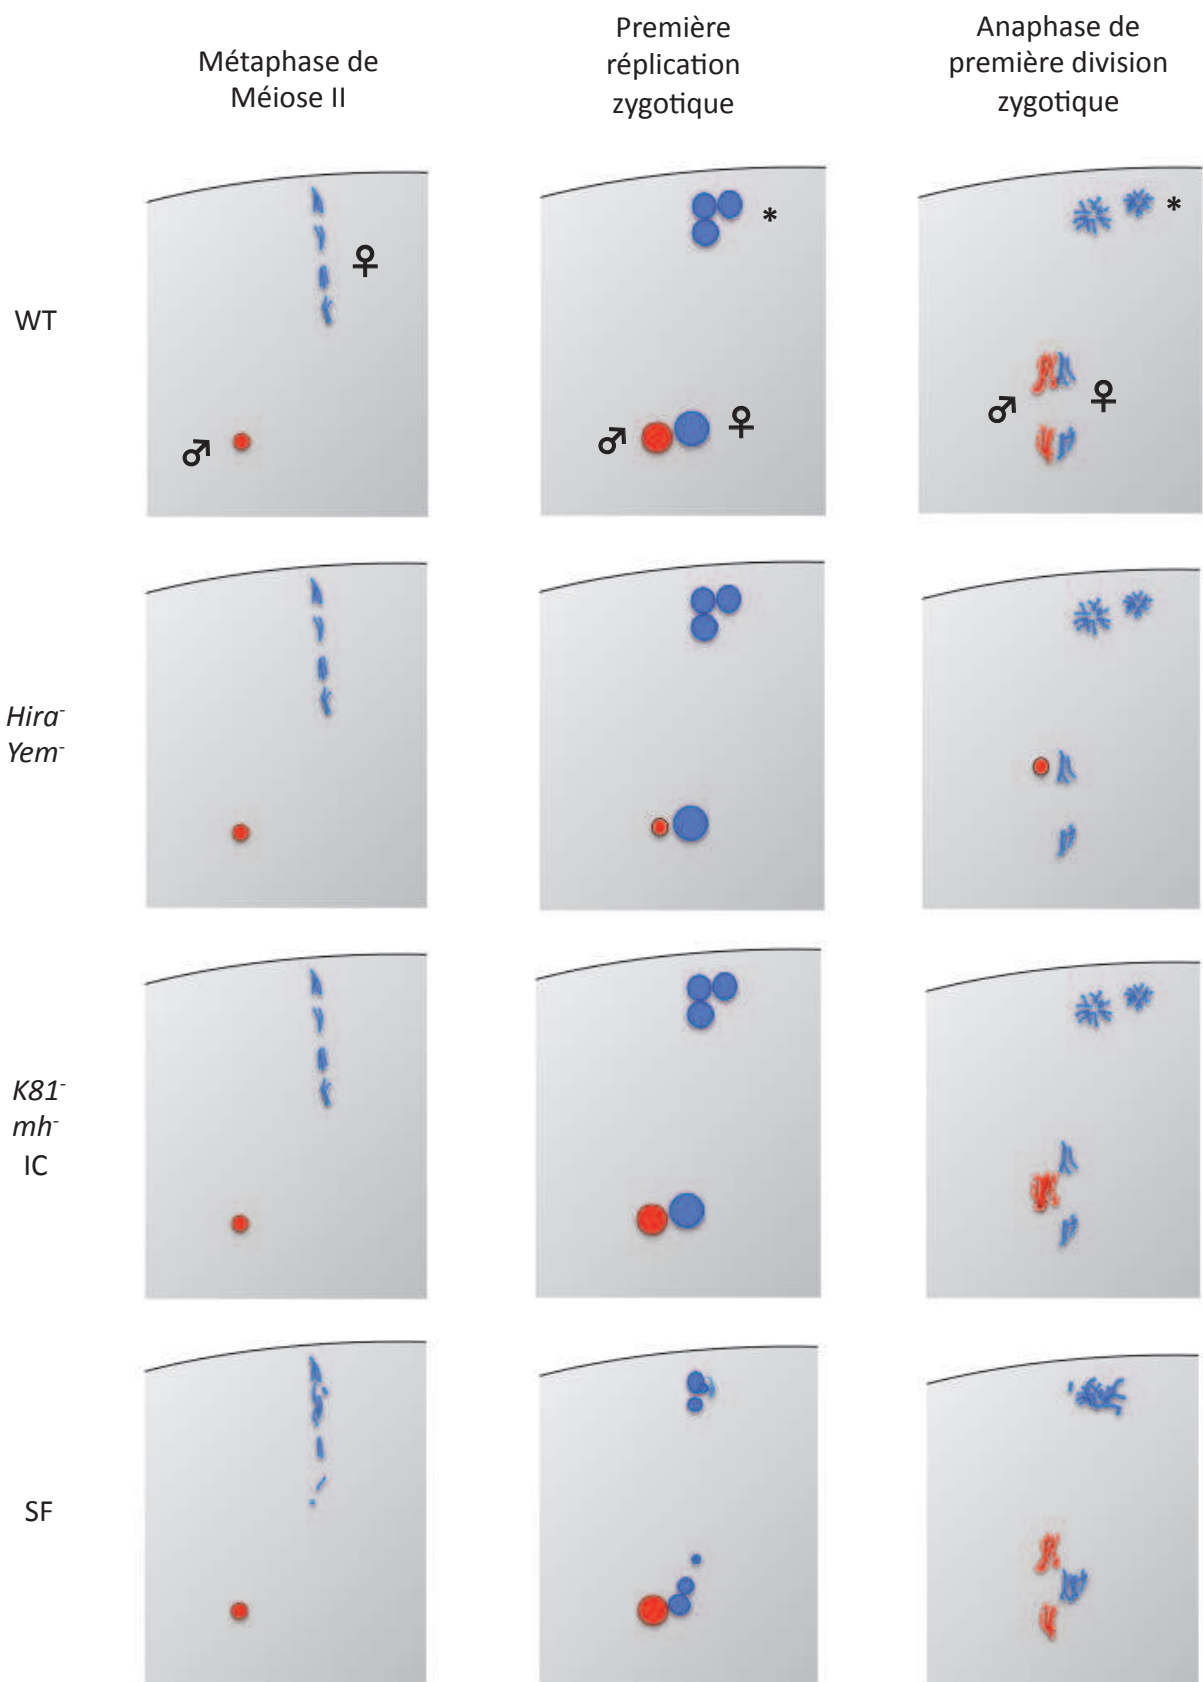 Métaphase de
Méiose II
Première
réplication
zygotique
Anaphase de
première division
zygotique
WT
♀
♂
*
♂
♀
*
♂
♀
Hira⁻
Yem⁻
K81⁻
mh⁻
IC
SF